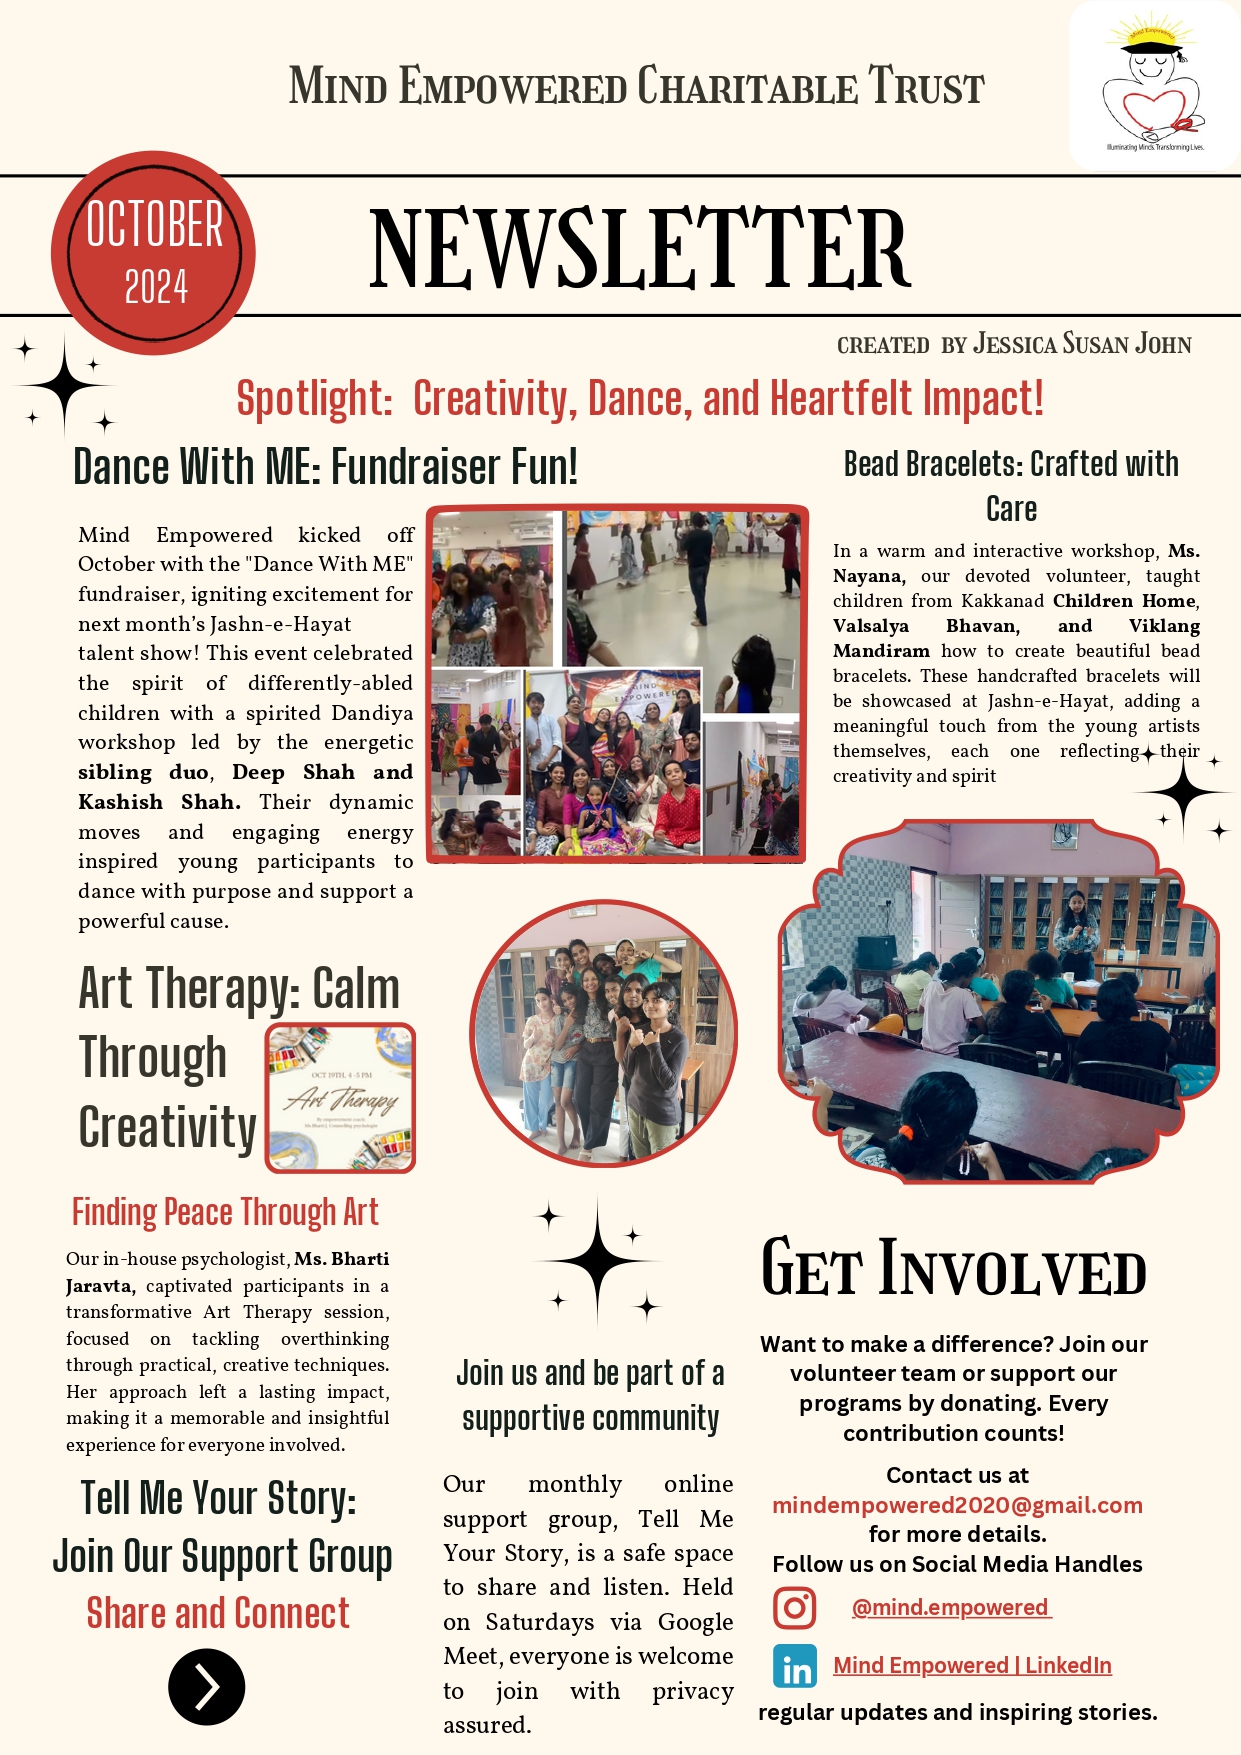 Mind Empowered Charitable Trust
Mind Empowered
Illuminating Minds. Transforming Lives.
OCTOBER
2024
NEWSLETTER
created by Jessica Susan John
Spotlight: Creativity, Dance, and Heartfelt Impact!
Dance With ME: Fundraiser Fun!
Mind Empowered kicked off
October with the "Dance With ME"
fundraiser, igniting excitement for
next month's Jashn-e-Hayat
talent show! This event celebrated
the spirit of differently-abled
children with a spirited Dandiya
workshop led by the energetic
sibling duo, Deep Shah and
Kashish Shah. Their dynamic
moves and engaging energy
inspired young participants to
dance with purpose and support a
powerful cause.
MIND
EMPOWERED
Bead Bracelets: Crafted with
Care
In a warm and interactive workshop, Ms.
Nayana, our devoted volunteer, taught
children from Kakkanad Children Home,
Valsalya Bhavan, and Viklang
Mandiram how to create beautiful bead
bracelets. These handcrafted bracelets will
be showcased at Jashn-e-Hayat, adding a
meaningful touch from the young artists
themselves, each one reflecting their
creativity and spirit
Art Therapy: Calm
Through
Creativity
OCT 19TH, 4 -5 PM
Art Therapy
Finding Peace Through Art
Our in-house psychologist, Ms. Bharti
Jaravta, captivated participants in a
transformative Art Therapy session,
focused on tackling overthinking
through practical, creative techniques.
Her approach left a lasting impact,
making it a memorable and insightful
experience for everyone involved.
Tell Me Your Story:
Join Our Support Group
Share and Connect
Join us and be part of a
supportive community
Our monthly online
support group, Tell Me
Your Story, is a safe space
to share and listen. Held
on Saturdays via Google
Meet, everyone is welcome
to join with privacy
assured.
Get Involved
Want to make a difference? Join our
volunteer team or support our
programs by donating. Every
contribution counts!
Contact us at
mindempowered2020@gmail.com
for more details.
Follow us on Social Media Handles
@mind.empowered
in
Mind Empowered | LinkedIn
regular updates and inspiring stories.